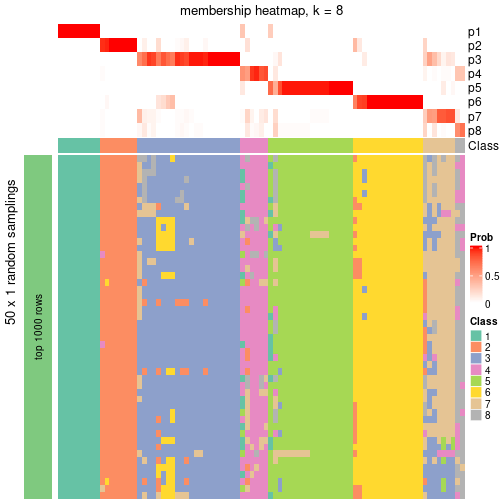 membership heatmap, k = 8
p1
p2
p3
p4
p5
p6
p7
p8
Class
50 x 1 random samplings
top 1000 rows
Prob
1
0.5
0
Class
1
2
3
4
5
6
7
8